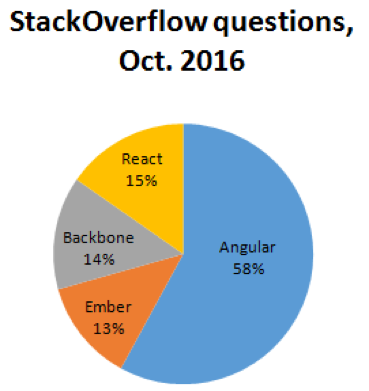 StackOverflow questions,
Oct. 2016
React
15%
Angular
58%
Backbone
14%
Ember
13%